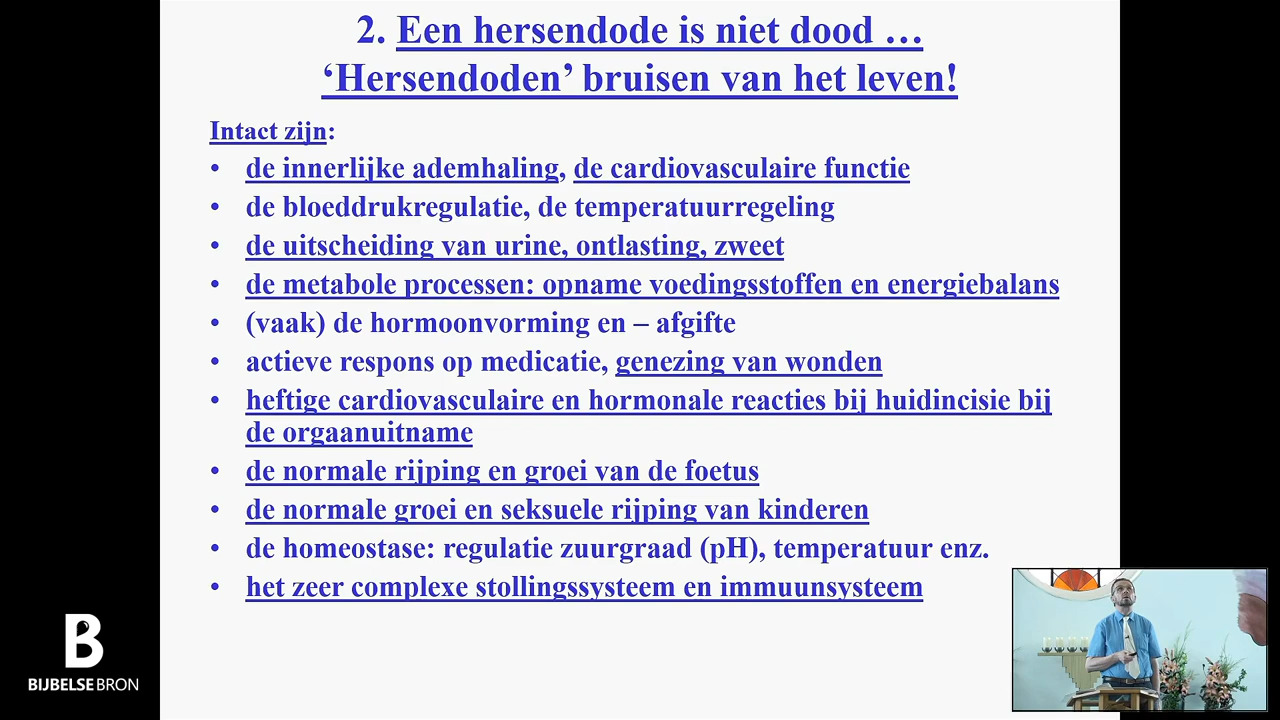 2. Een hersendode is niet dood …
‘Hersendoden’ bruisen van het leven!
Intact zijn:
• de innerlijke ademhaling, de cardiovasculaire functie
• de bloeddrukregulatie, de temperatuurregeling
• de uitscheiding van urine, ontlasting, zweet
• de metabole processen: opname voedingsstoffen en energiebalans
• (vaak) de hormoonvorming en – afgifte
• actieve respons op medicatie, genezing van wonden
• heftige cardiovasculaire en hormonale reacties bij huidincisie bij
de orgaanuitname
• de normale rijping en groei van de foetus
• de normale groei en seksuele rijping van kinderen
• de homeostase: regulatie zuurgraad (pH), temperatuur enz.
• het zeer complexe stollingssysteem en immuunsysteem
B
BIJBELSE BRON